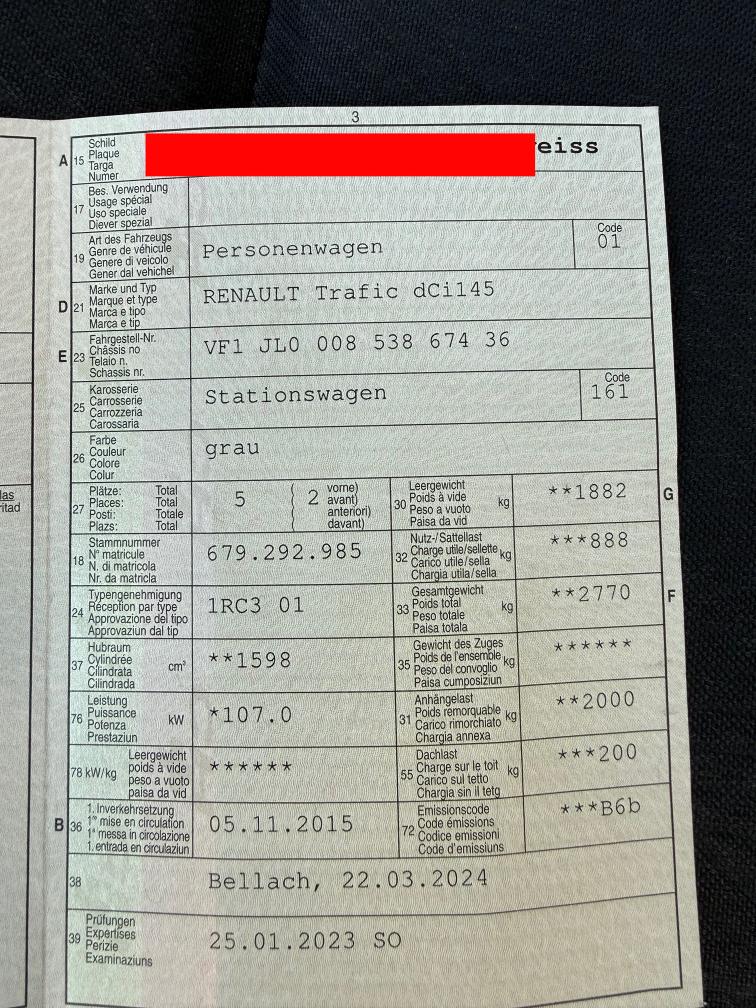 3
A 15 Schild
Plaque
Targa
Numer
weiss
17 Bes. Verwendung
Usage spécial
Uso speciale
Diever spezial
19 Art des Fahrzeugs
Genre de véhicule
Genere di veicolo
Gener dal vehichel
Personenwagen
Code
01
D 21 Marke und Typ
Marque et type
Marca e tipo
Marca e tip
RENAULT Trafic dCi145
E 23 Fahrgestell-Nr.
Châssis no
Telaio n.
Schassis nr.
VF1 JL0 008 538 674 36
25 Karosserie
Carrosserie
Carrozzeria
Carossaria
Stationswagen
Code
161
26 Farbe
Couleur
Colore
Colur
grau
27 Plätze: Total
Places: Total
Posti: Totale
Plazs: Total
5 ( 2 vorne)
avant)
anteriori)
davant)
30 Leergewicht
Poids à vide
Peso a vuoto
Paisa da vid
kg
**1882
G
18 Stammnummer
N° matricule
N. di matricola
Nr. da matricla
679.292.985
32 Nutz-/Sattellast
Charge utile/sellette
Carico utile/sella
Chargia utila/sella
kg
***888
24 Typengenehmigung
Réception par type
Approvazione del tipo
Approvaziun dal tip
1RC3 01
33 Gesamtgewicht
Poids total
Peso totale
Paisa totala
kg
**2770
F
37 Hubraum
Cylindrée
Cilindrata
Cilindrada
cm³
**1598
35 Gewicht des Zuges
Poids de l'ensemble
Peso del convoglio
Paisa cumposiziun
kg
******
76 Leistung
Puissance
Potenza
Prestaziun
kW
*107.0
31 Anhängelast
Poids remorquable
Carico rimorchiato
Chargia annexa
kg
**2000
78 kW/kg Leergewicht
poids à vide
peso a vuoto
paisa da vid
******
55 Dachlast
Charge sur le toit
Carico sul tetto
Chargia sin il tetg
kg
***200
B 36 1. Inverkehrsetzung
1re mise en circulation
1a messa in circolazione
1. entrada en circulaziun
05.11.2015
72 Emissionscode
Code émissions
Codice emissioni
Code d'emissiuns
***B6b
38 Bellach, 22.03.2024
39 Prüfungen
Expertises
Perizie
Examinaziuns
25.01.2023 SO
las
ritad